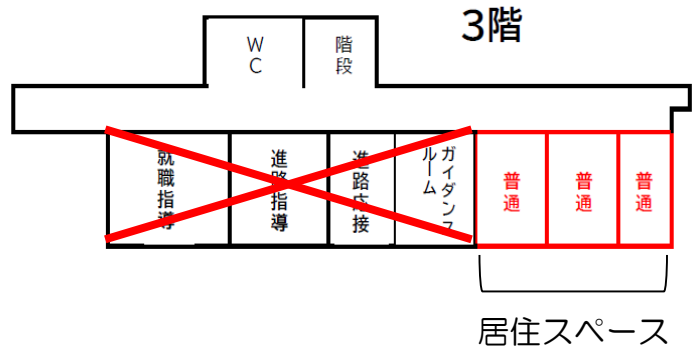 3階
WC
階段
就職指導
進路指導
進路応接
ガイダンス
ルーム
普通
普通
普通
居住スペース